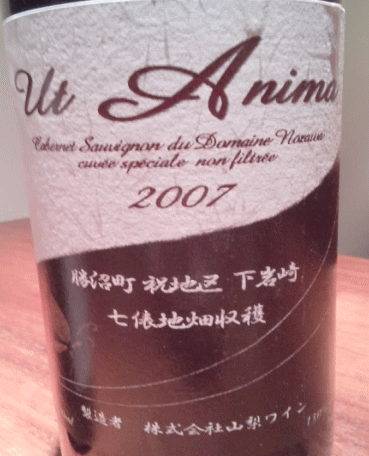 Ut Anima
Cabernet Sauvignon du Domaine Nozawa
cuvée spéciale non filtrée
2007
勝沼町 祝地区 下岩崎
七俵地畑収穫
製造者 株式会社山梨ワイン